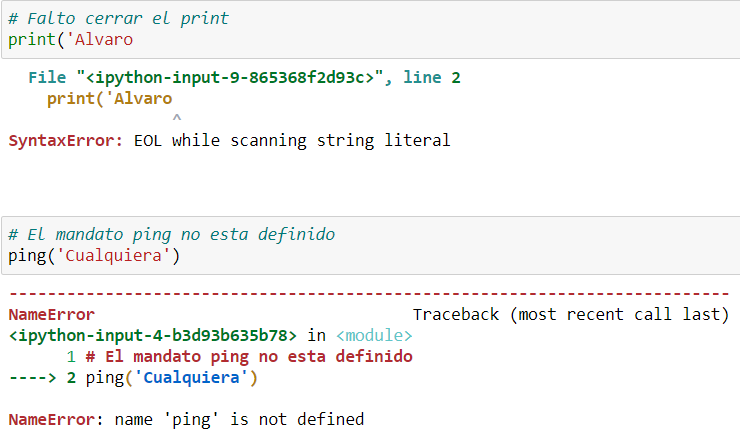 # Falto cerrar el print
print('Alvaro
File "<ipython-input-9-865368f2d93c>", line 2
print('Alvaro
^
SyntaxError: EOL while scanning string literal
# El mandato ping no esta definido
ping('Cualquiera')
---------------------------------------------------------------------------
NameError                                 Traceback (most recent call last)
<ipython-input-4-b3d93b635b78> in <module>
1 # El mandato ping no esta definido
----> 2 ping('Cualquiera')
NameError: name 'ping' is not defined